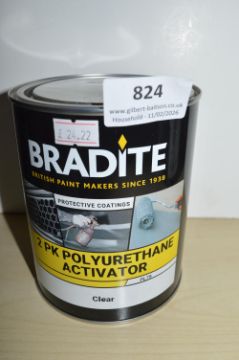 824
www.gilbert-baitson.co.uk
Household - 11/02/2026
£ 24.22
BRADITE
BRITISH PAINT MAKERS SINCE 1938
PROTECTIVE COATINGS
2 PK POLYURETHANE
ACTIVATOR
Clear